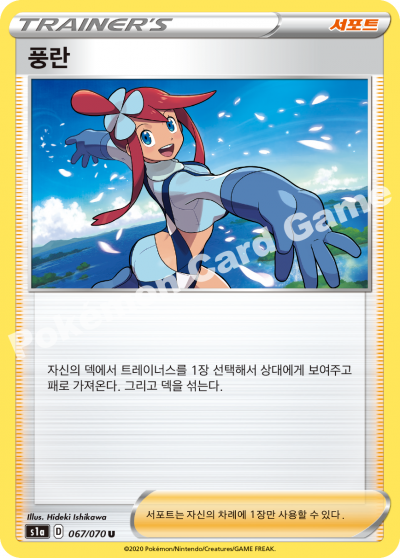 TRAINER'S
서포트
풍란
Pokémon Card Game
자신의 덱에서 트레이너스를 1장 선택해서 상대에게 보여주고
패로 가져온다. 그리고 덱을 섞는다.
Illus. Hideki Ishikawa
s1a D 067/070 U
서포트는 자신의 차례에 1장만 사용할 수 있다.
©2020 Pokémon/Nintendo/Creatures/GAME FREAK.